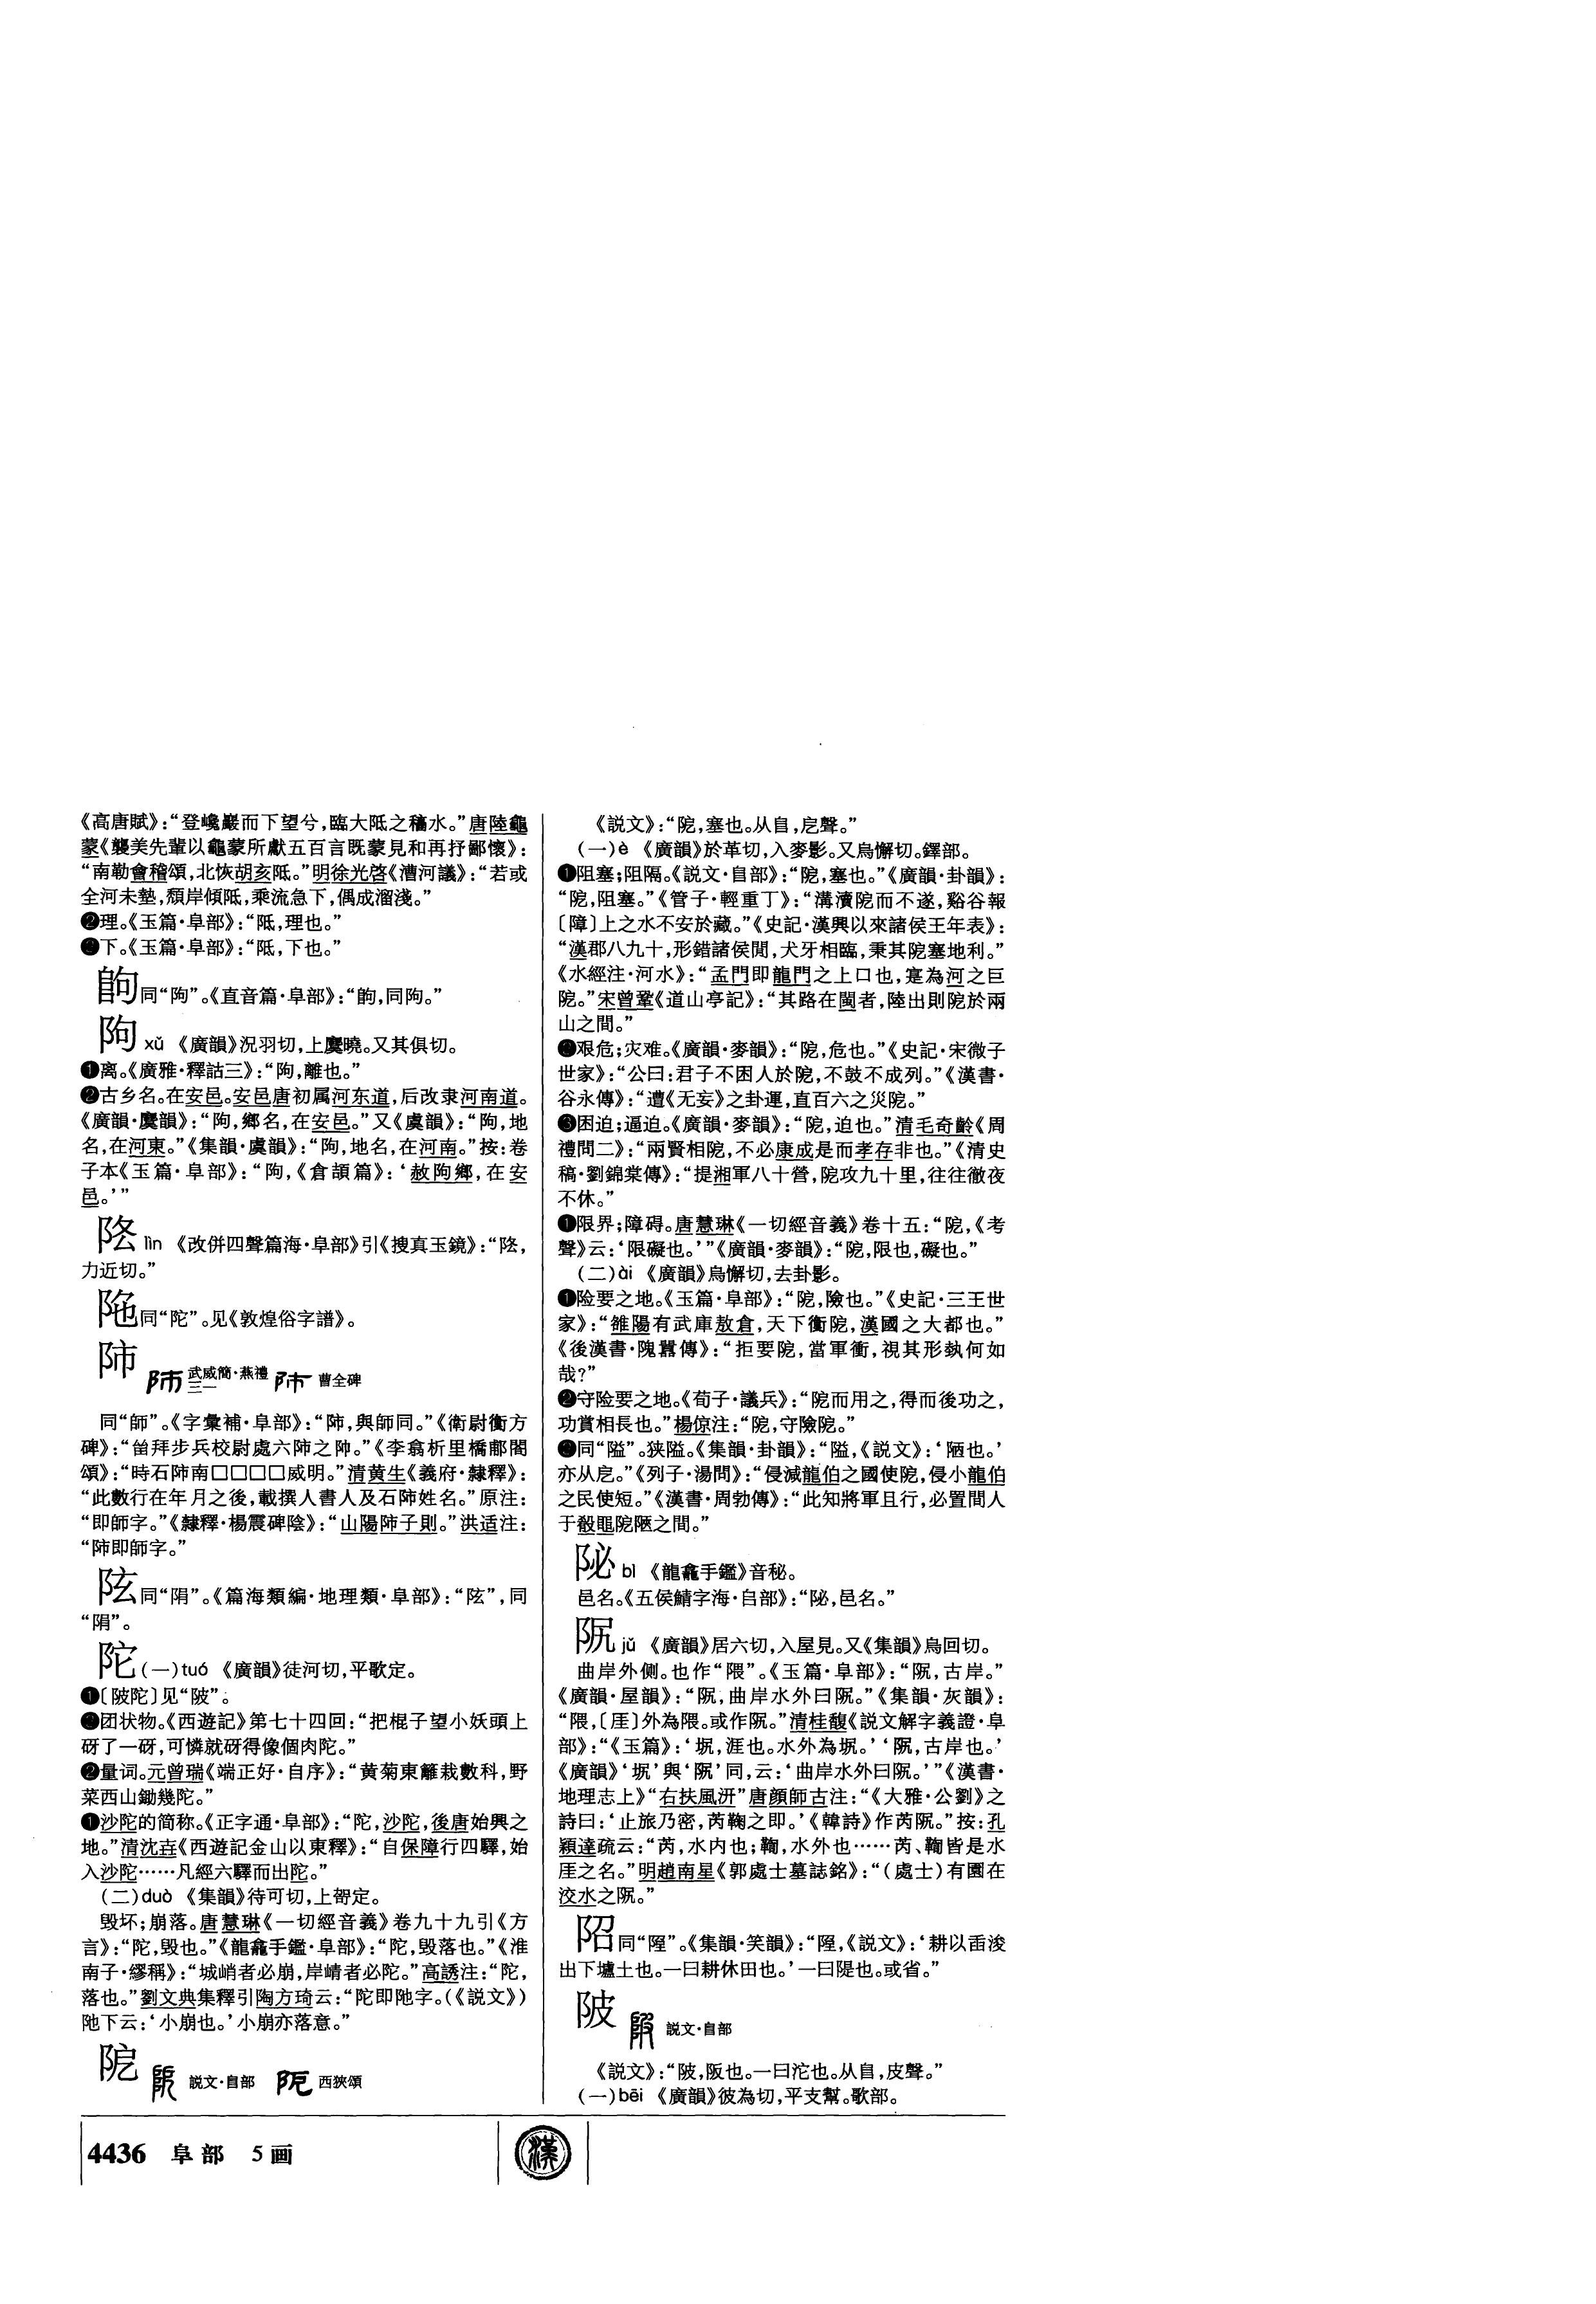 《高唐賦》：“登巉巖而下望兮，臨大阺之稸水。”唐陸龜
蒙《襲美先輩以龜蒙所獻五百言既蒙見和再抒鄙懷》：
“南勒會稽頌，北恢胡亥阺。”明徐光啓《漕河議》：“若或
全河未墊，頹岸傾阺，乘流急下，偶成溜淺。”
❷理。《玉篇·阜部》：“阺，理也。”
❸下。《玉篇·阜部》：“阺，下也。”
同“陱”。《直音篇·阜部》：“，同陱。”
xǔ 《廣韻》況羽切，上麌曉。又其俱切。
❶离。《廣雅·釋詁三》：“，離也。”
❷古乡名。在安邑。安邑唐初属河东道，后改隶河南道。
《廣韻·麌韻》：“，鄉名，在安邑。”又《虞韻》：“，地
名，在河東。”《集韻·虞韻》：“，地名，在河南。”按：卷
子本《玉篇·阜部》：“，《倉頡篇》：‘赦鄉，在安
邑。’”
lìn 《改併四聲篇海·阜部》引《搜真玉鏡》：“，
力近切。”
同“陀”。见《敦煌俗字譜》。
武威簡·燕禮三一 曹全碑
同“師”。《字彙補·阜部》：“，與師同。”《衛尉衡方
碑》：“拜步兵校尉處六之帥。”《李翕析里橋郙閣
頌》：“時石南□□□□威明。”清黄生《義府·隸釋》：
“此數行在年月之後，載撰人書人及石姓名。”原注：
“即師字。”《隸釋·楊震碑陰》：“山陽子則。”洪适注：
“即師字。”
同“陨”。《篇海類編·地理類·阜部》：“”，同
“”。
陀（一）tuó 《廣韻》徒河切，平歌定。
❶〔陂陀〕见“陂”。
❷团状物。《西遊記》第七十四回：“把棍子望小妖頭上
砑了一砑，可憐就砑得像個肉陀。”
❸量词。元曾瑞《端正好·自序》：“黄菊東籬栽數科，野
菜西山鋤幾陀。”
❹沙陀的简称。《正字通·阜部》：“陀，沙陀，後唐始興之
地。”清沈垚《西遊記金山以東釋》：“自保障行四驛，始
入沙陀……凡經六驛而出陀。”
（二）duò 《集韻》待可切，上哿定。
毁坏；崩落。唐慧琳《一切經音義》卷九十九引《方
言》：“陀，毁也。”《龍龕手鑑·阜部》：“陀，毁落也。”《淮
南子·繆稱》：“城峭者必崩，岸崝者必陀。”高誘注：“陀，
落也。”劉文典集釋引陶方琦云：“陀即阤字。（《説文》）
阤下云：‘小崩也。’小崩亦落意。”
阸 説文·𨸏部 西狹頌
《説文》：“阸，塞也。从𨸏，戹聲。”
（一）è 《廣韻》於革切，入麥影。又烏懈切。鐸部。
❶阻塞；阻隔。《説文·𨸏部》：“阸，塞也。”《廣韻·卦韻》：
“阸，阻塞。”《管子·輕重丁》：“溝瀆阸而不遂，谿谷報
〔障〕上之水不安於藏。”《史記·漢興以來諸侯王年表》：
“漢郡八九十，形錯諸侯閒，犬牙相臨，秉其阸塞地利。”
《水經注·河水》：“孟門即龍門之上口也，寔為河之巨
阸。”宋曾鞏《道山亭記》：“其路在閩者，陸出則阸於兩
山之間。”
❷艰危；灾难。《廣韻·麥韻》：“阸，危也。”《史記·宋微子
世家》：“公曰：君子不困人於阸，不鼓不成列。”《漢書·
谷永傳》：“遭《无妄》之卦運，直百六之災阸。”
❸困迫；逼迫。《廣韻·麥韻》：“阸，迫也。”清毛奇齡《周
禮問二》：“兩賢相阸，不必康成是而孝存非也。”《清史
稿·劉錦棠傳》：“提湘軍八十營，阸攻九十里，往往徹夜
不休。”
❹限界；障碍。唐慧琳《一切經音義》卷十五：“阸，《考
聲》云：‘限礙也。’”《廣韻·麥韻》：“阸，限也，礙也。”
（二）ài 《廣韻》烏懈切，去卦影。
❶险要之地。《玉篇·阜部》：“阸，險也。”《史記·三王世
家》：“雒陽有武庫敖倉，天下衝阸，漢國之大都也。”
《後漢書·隗囂傳》：“拒要阸，當軍衝，視其形埶何如
哉？”
❷守险要之地。《荀子·議兵》：“阸而用之，得而後功之，
功賞相長也。”楊倞注：“阸，守險阸。”
❸同“隘”。狭隘。《集韻·卦韻》：“隘，《説文》：‘陋也。’
亦从戹。”《列子·湯問》：“侵減龍伯之國使阸，侵小龍伯
之民使短。”《漢書·周勃傳》：“此知將軍且行，必置間人
于殽黽阸陿之間。”
bì 《龍龕手鑑》音秘。
邑名。《五侯鯖字海·𠂤部》：“，邑名。”
jǔ 《廣韻》居六切，入屋見。又《集韻》烏回切。
曲岸外侧。也作“隈”。《玉篇·阜部》：“阮，古岸。”
《廣韻·屋韻》：“，曲岸水外曰。”《集韻·灰韻》：
“隈，〔厓〕外為隈。或作。”清桂馥《説文解字義證·阜
部》：“《玉篇》：‘坭，涯也。水外為坭。’‘，古岸也。’
《廣韻》‘’與‘’同，云：‘曲岸水外曰。’”《漢書·
地理志上》“右扶風汧”唐顔師古注：“《大雅·公劉》之
詩曰：‘止旅乃密，芮鞫之即。’《韓詩》作芮。”按：孔
穎達疏云：“芮，水内也；鞫，水外也……芮、鞫皆是水
厓之名。”明趙南星《郭處士墓誌銘》：“（處士）有園在
洨水之。”
同“”。《集韻·笑韻》：“，《説文》：‘耕以臿浚
出下壚土也。一曰耕休田也。’一曰隄也。或省。”
陂 説文·𨸏部
《説文》：“陂，阪也。一曰沱也。从𨸏，皮聲。”
（一）bēi 《廣韻》彼為切，平支幫。歌部。
4436 阜部 5画
漢